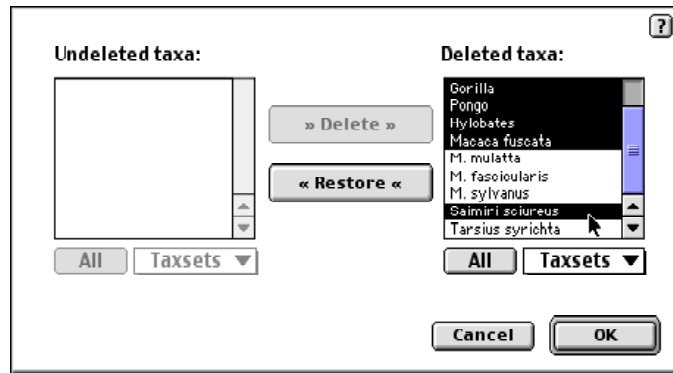 ?
Undeleted taxa:
Deleted taxa:
Gorilla
Pongo
Hylobates
Macaca fuscata
M. mulatta
M. fascicularis
M. sylvanus
Saimiri sciureus
Tarsius syrichta
» Delete »
« Restore «
All Taxsets
All Taxsets
Cancel OK